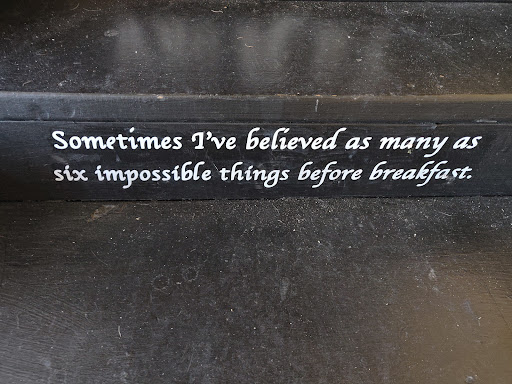 Sometimes I've believed as many as
six impossible things before breakfast.